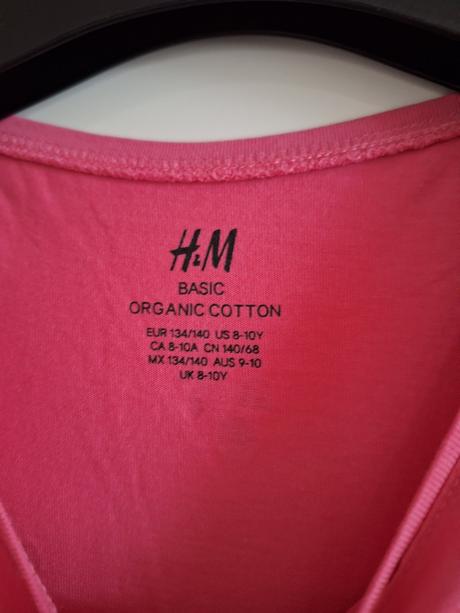 H&M
BASIC
ORGANIC COTTON
EUR 134/140 US 8-10Y
CA 8-10A CN 140/68
MX 134/140 AUS 9-10
UK 8-10Y